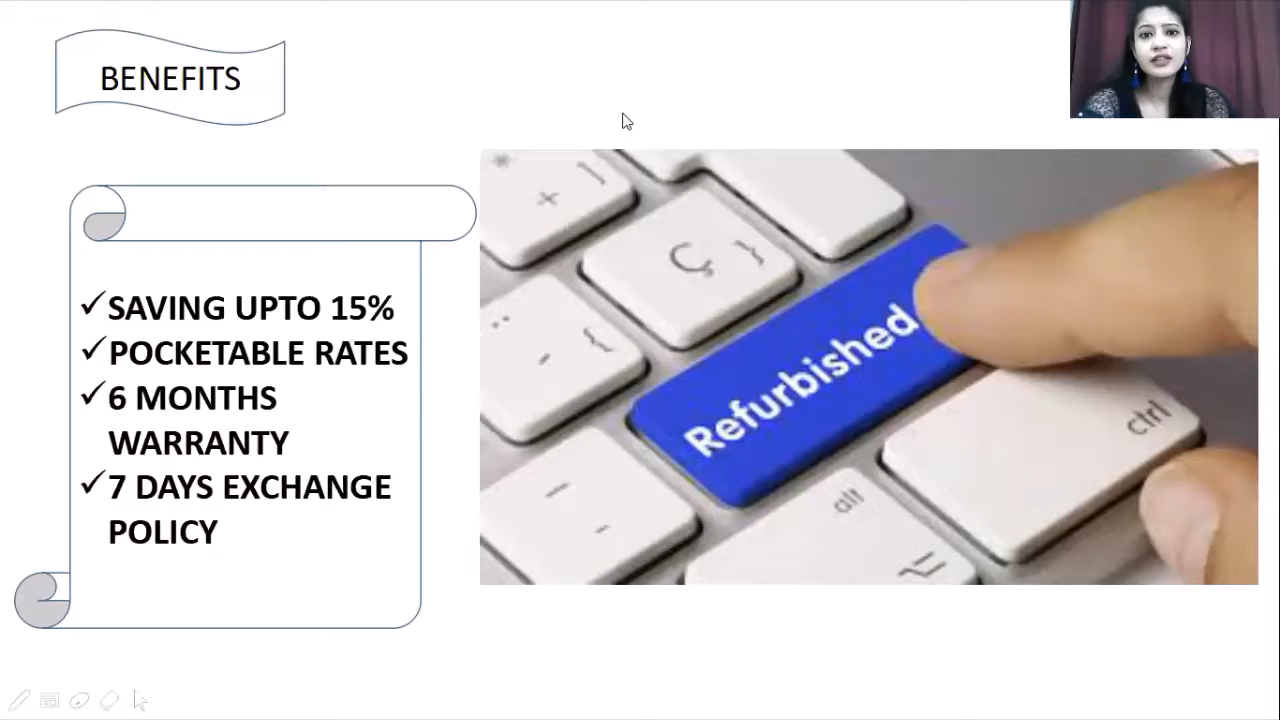 BENEFITS
✓SAVING UPTO 15%
✓POCKETABLE RATES
✓6 MONTHS
WARRANTY
✓7 DAYS EXCHANGE
POLICY
* + ]
Ç }
¨ - {
Refurbished
ctrl
alt